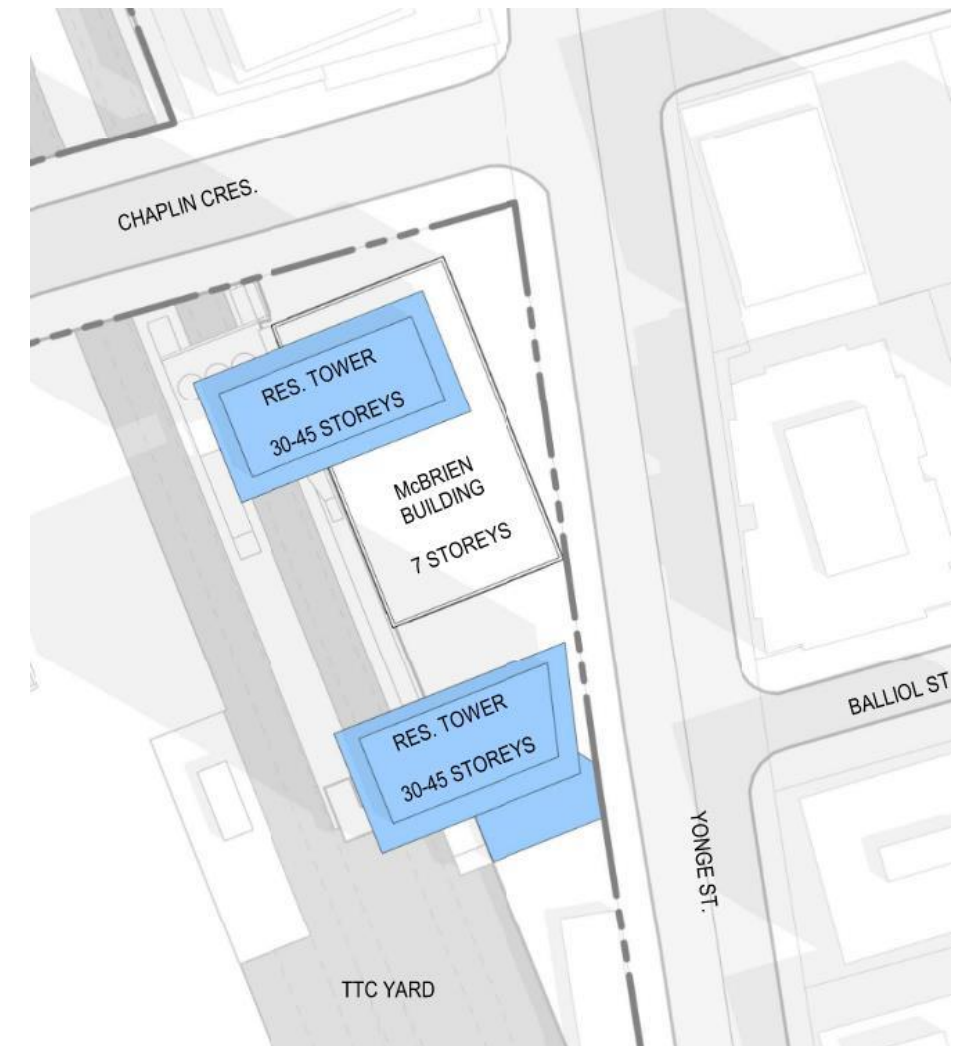 CHAPLIN CRES.
RES. TOWER
30-45 STOREYS
McBRIEN
BUILDING
7 STOREYS
RES. TOWER
30-45 STOREYS
BALLIOL ST
YONGE ST.
TTC YARD